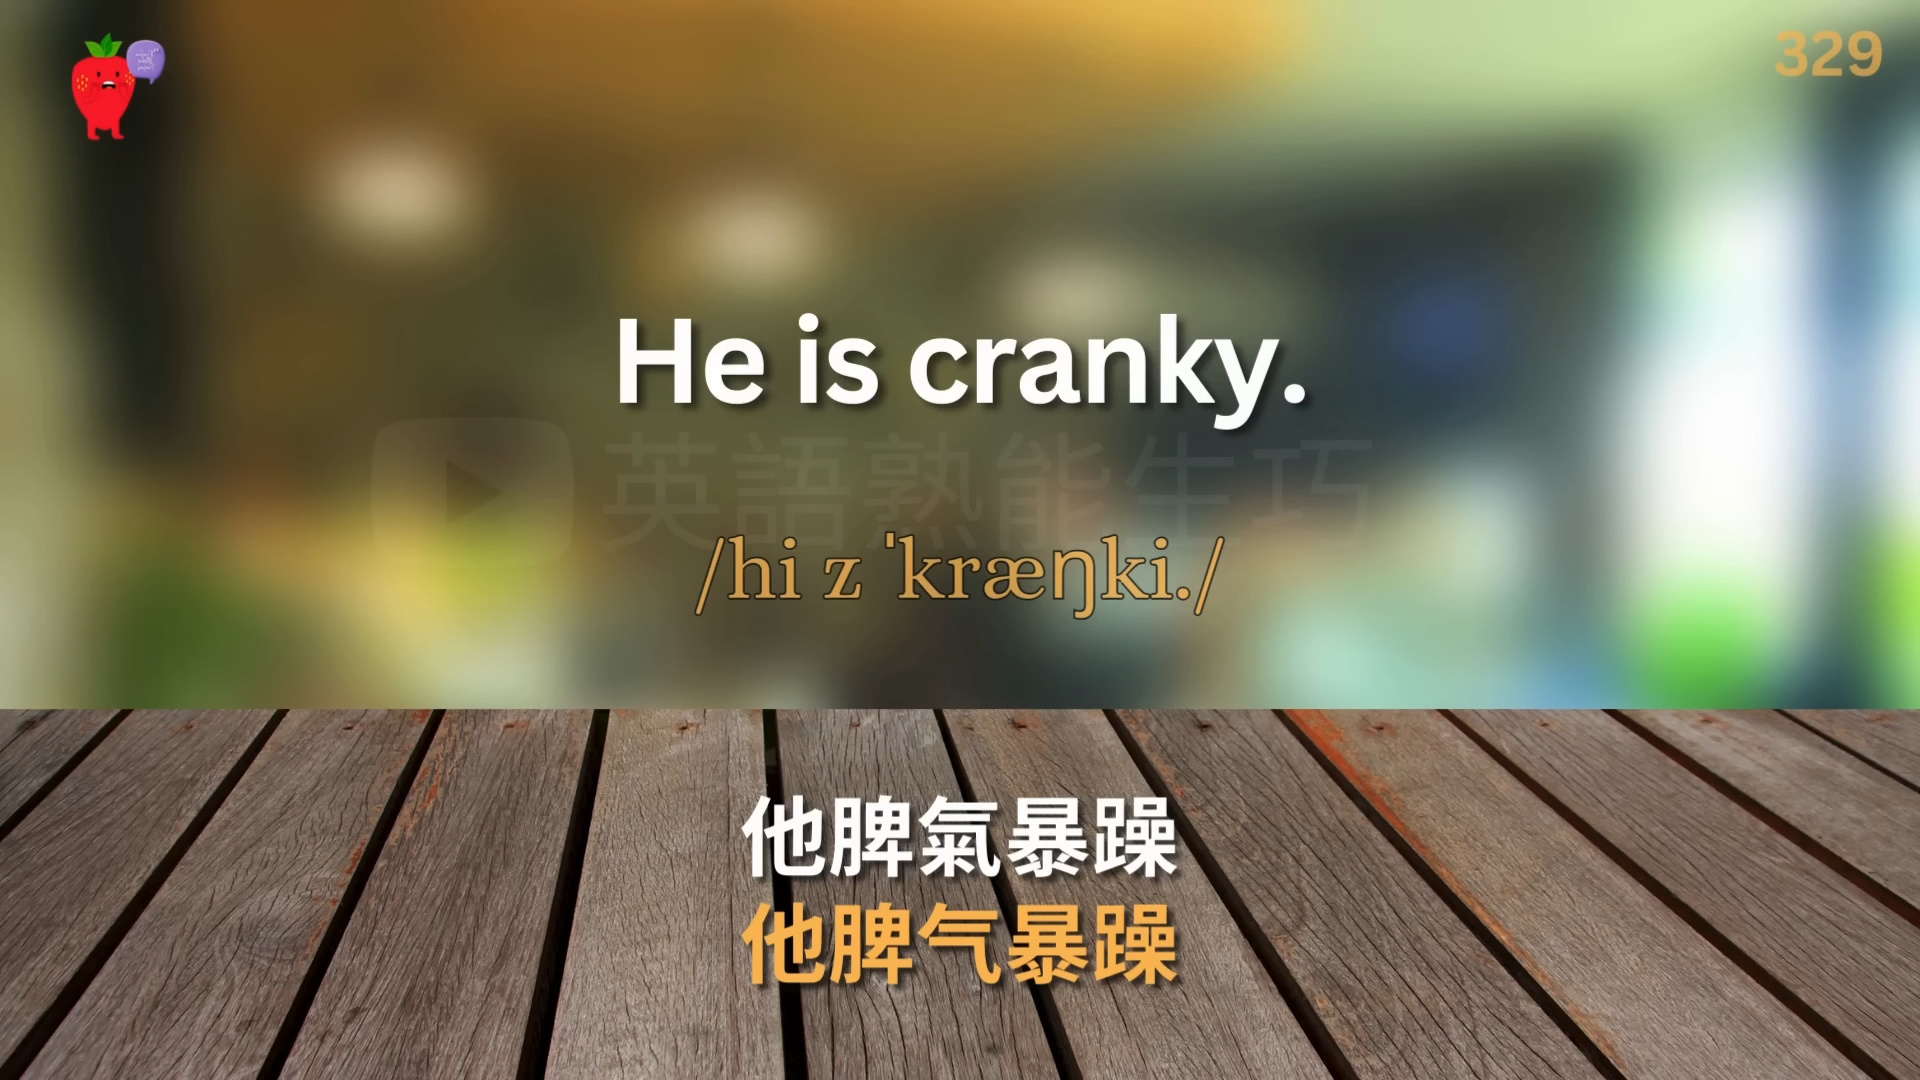 329
He is cranky.
英語熟能生巧
/hi z ˈkræŋki./
他脾氣暴躁
他脾气暴躁